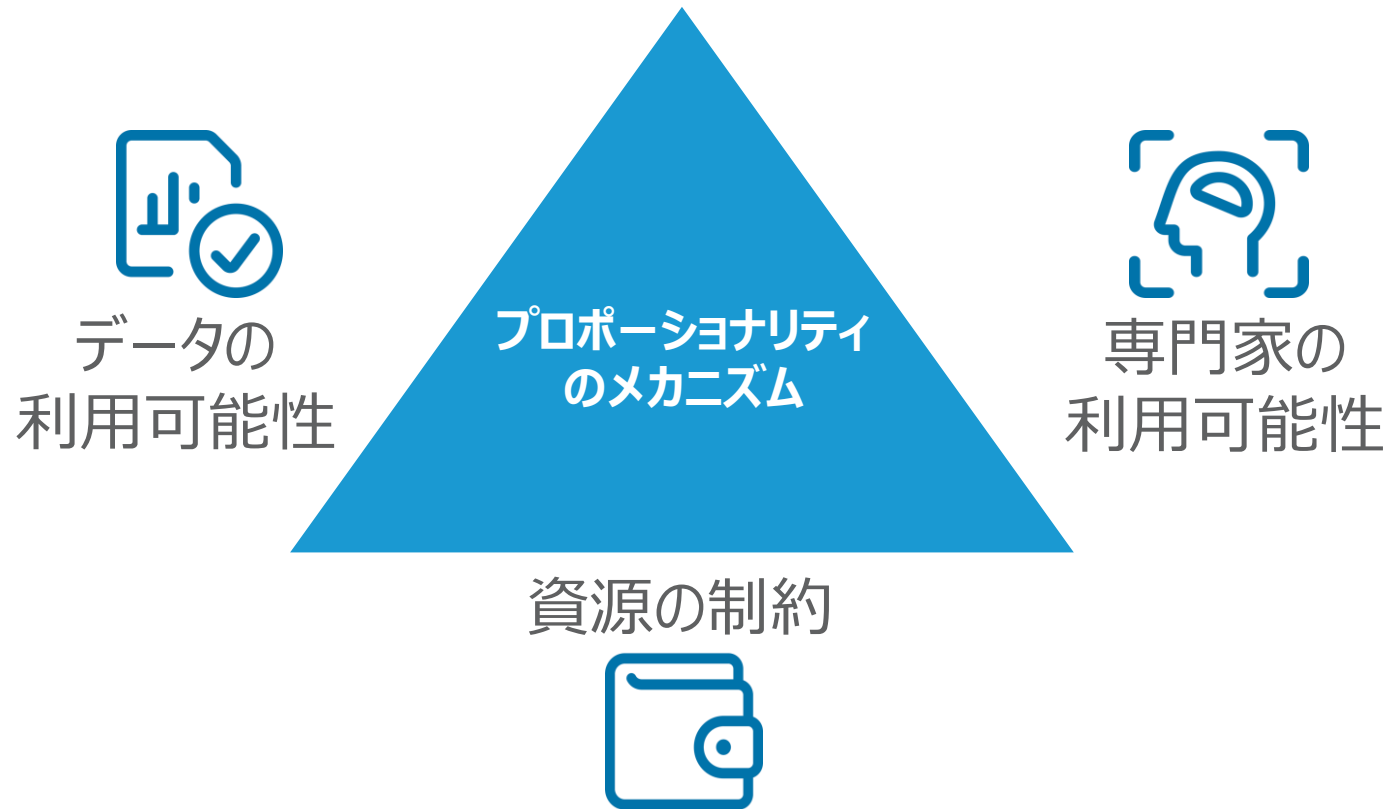 プロポーショナリティ
のメカニズム
データの
利用可能性
専門家の
利用可能性
資源の制約